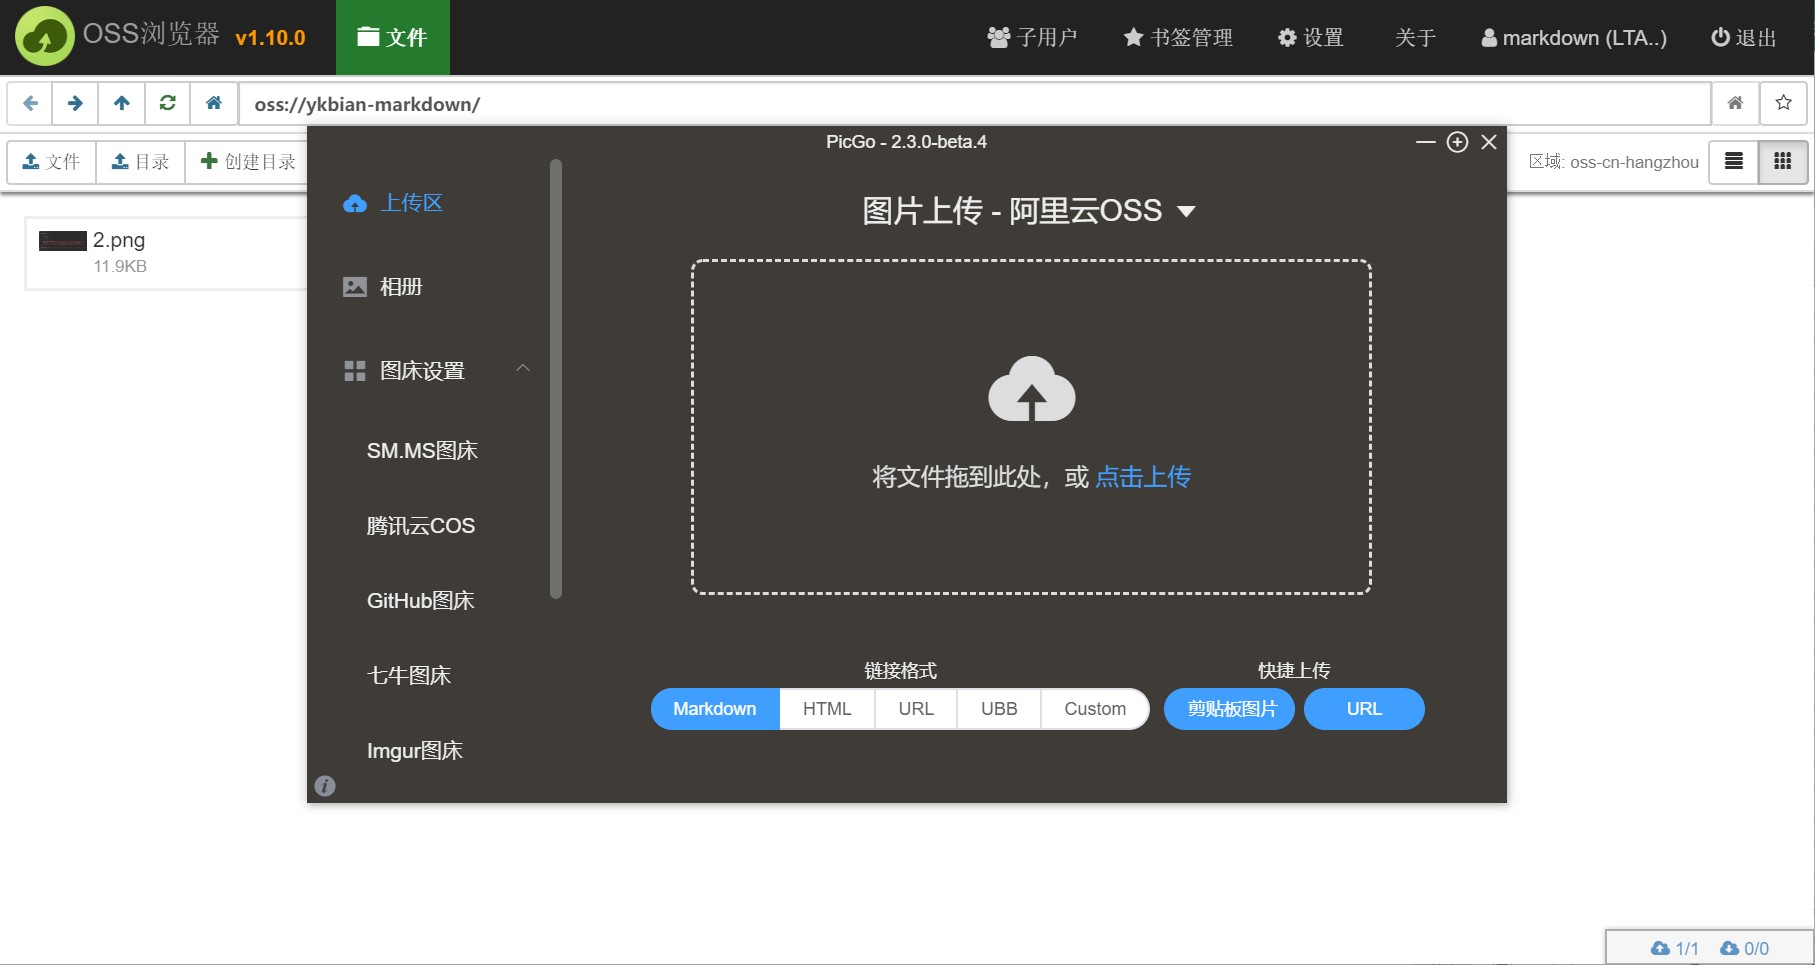 OSS浏览器 v1.10.0 文件 子用户 书签管理 设置 关于 markdown (LTA..) 退出
oss://ykbian-markdown/
文件 目录 创建目录 区域: oss-cn-hangzhou
2.png
11.9KB
PicGo - 2.3.0-beta.4
上传区
相册
图床设置
SM.MS图床
腾讯云COS
GitHub图床
七牛图床
Imgur图床
图片上传 - 阿里云OSS
将文件拖到此处，或 点击上传
链接格式 快捷上传
Markdown HTML URL UBB Custom 剪贴板图片 URL
1/1 0/0